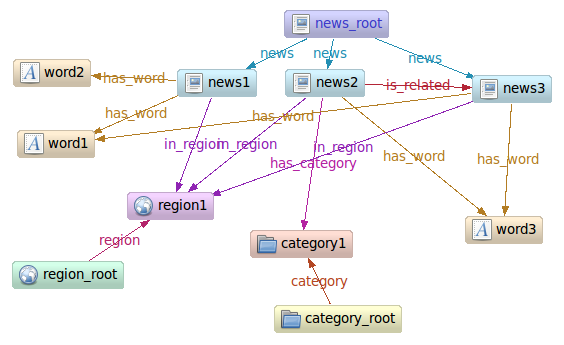 news_root
news
news
news
word2
has_word
news1
news2
is_related
news3
has_word
has_word
word1
in_region
in_region
in_region
has_category
has_word
has_word
region1
word3
region
category1
region_root
category
category_root